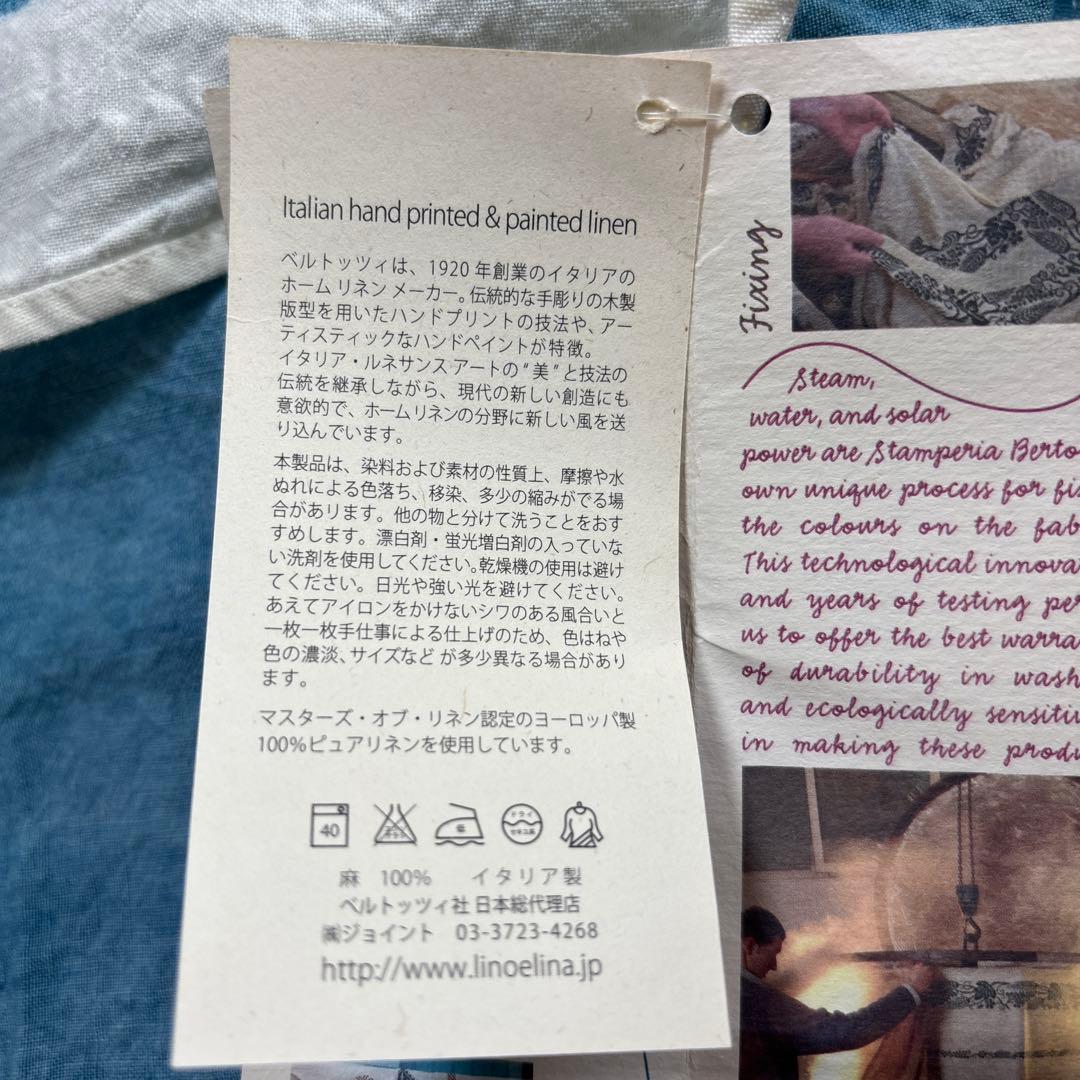 Italian hand printed & painted linen
ベルトッツィは、1920年創業のイタリアの
ホームリネンメーカー。伝統的な手彫りの木製
版型を用いたハンドプリントの技法や、アー
ティスティックなハンドペイントが特徴。
イタリア・ルネサンスアートの“美”と技法の
伝統を継承しながら、現代の新しい創造にも
意欲的で、ホームリネンの分野に新しい風を送
り込んでいます。
本製品は、染料および素材の性質上、摩擦や水
ぬれによる色落ち、移染、多少の縮みがでる場
合があります。他の物と分けて洗うことをおす
すめします。漂白剤・蛍光増白剤の入っていな
い洗剤を使用してください。乾燥機の使用は避け
てください。日光や強い光を避けてください。
あえてアイロンをかけないシワのある風合いと
一枚一枚手仕事による仕上げのため、色はねや
色の濃淡、サイズなどが多少異なる場合があり
ます。
マスターズ・オブ・リネン認定のヨーロッパ製
100%ピュアリネンを使用しています。
40 低 ドライ セキユ系
麻 100% イタリア製
ベルトッツィ社 日本総代理店
㈱ジョイント 03-3723-4268
http://www.linoelina.jp
Fixing
Steam,
water, and solar
power are Stamperia Berto
own unique process for fi
the colours on the fab
This technological innova
and years of testing per
us to offer the best warra
of durability in wash
and ecologically sensiti
in making these produ